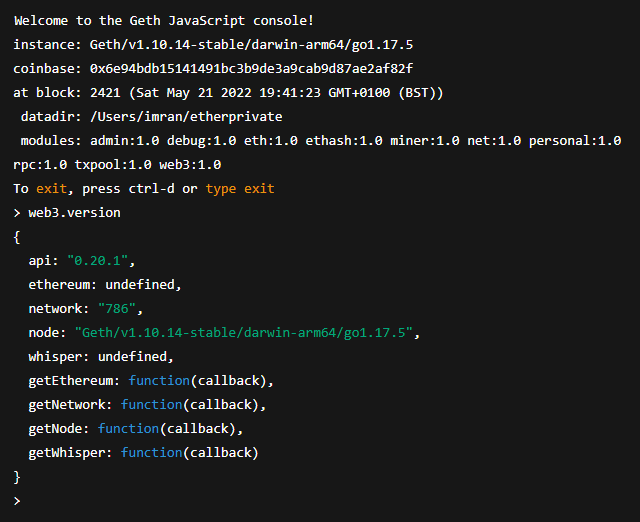 Welcome to the Geth JavaScript console!
instance: Geth/v1.10.14-stable/darwin-arm64/go1.17.5
coinbase: 0x6e94bdb15141491bc3b9de3a9cab9d87ae2af82f
at block: 2421 (Sat May 21 2022 19:41:23 GMT+0100 (BST))
 datadir: /Users/imran/etherprivate
 modules: admin:1.0 debug:1.0 eth:1.0 ethash:1.0 miner:1.0 net:1.0 personal:1.0
rpc:1.0 txpool:1.0 web3:1.0
To exit, press ctrl-d or type exit
> web3.version
{
  api: "0.20.1",
  ethereum: undefined,
  network: "786",
  node: "Geth/v1.10.14-stable/darwin-arm64/go1.17.5",
  whisper: undefined,
  getEthereum: function(callback),
  getNetwork: function(callback),
  getNode: function(callback),
  getWhisper: function(callback)
}
>